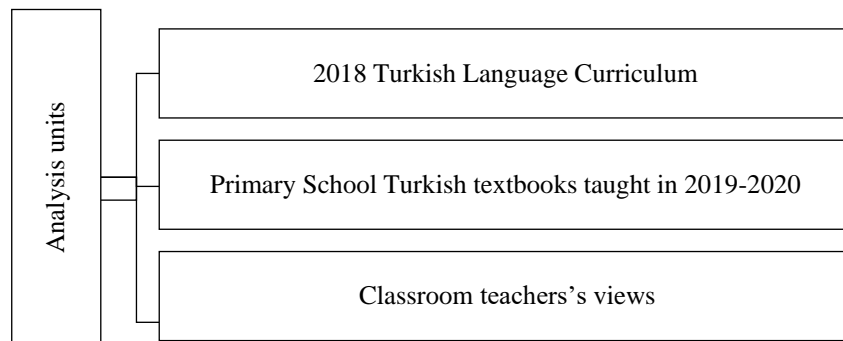 Analysis units
2018 Turkish Language Curriculum
Primary School Turkish textbooks taught in 2019-2020
Classroom teachers’s views